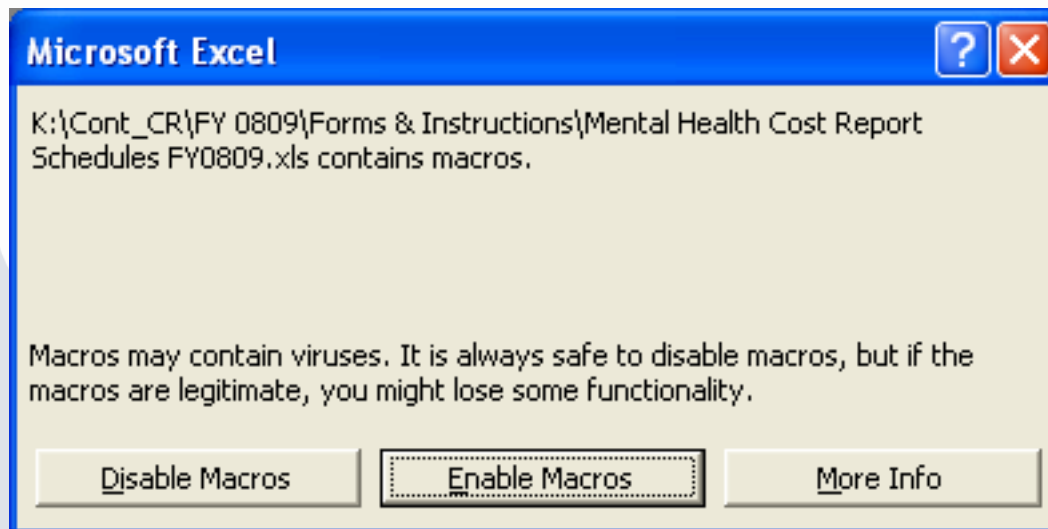 Microsoft Excel
K:\Cont_CR\FY 0809\Forms & Instructions\Mental Health Cost Report
Schedules FY0809.xls contains macros.
Macros may contain viruses. It is always safe to disable macros, but if the
macros are legitimate, you might lose some functionality.
Disable Macros Enable Macros More Info